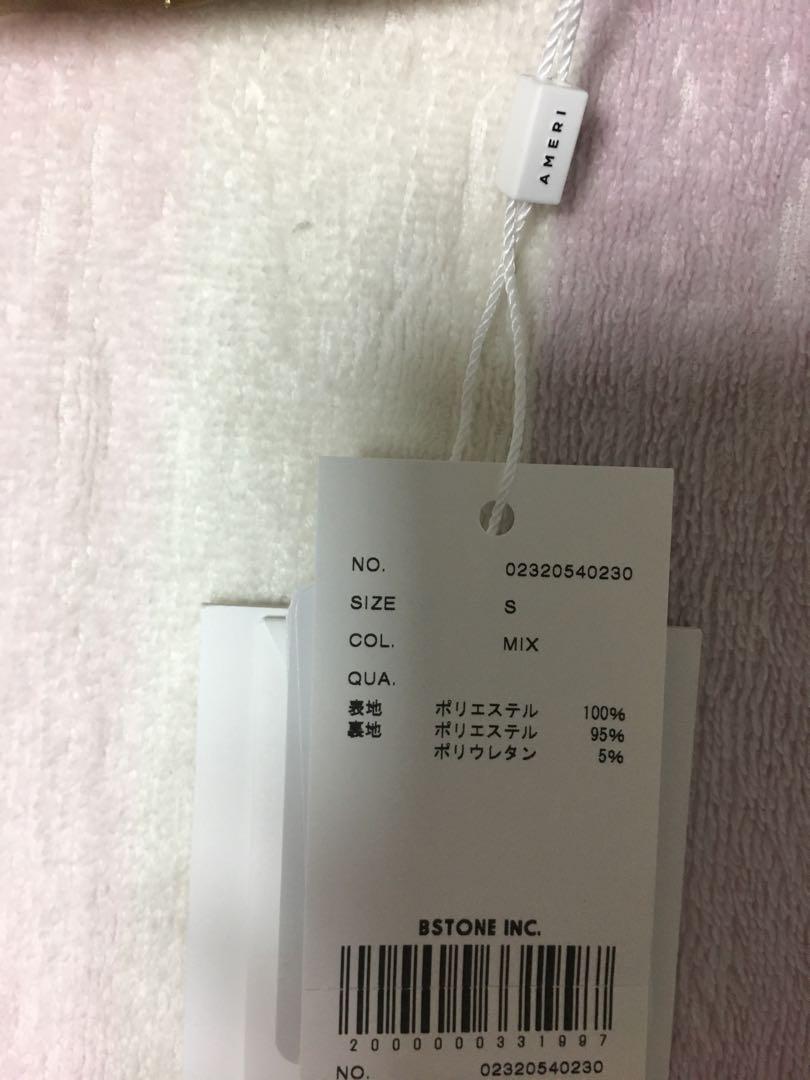 AMERI
NO. 02320540230
SIZE S
COL. MIX
QUA.
表地 ポリエステル 100%
裏地 ポリエステル 95%
ポリウレタン 5%
BSTONE INC.
2000000331997
NO. 02320540230